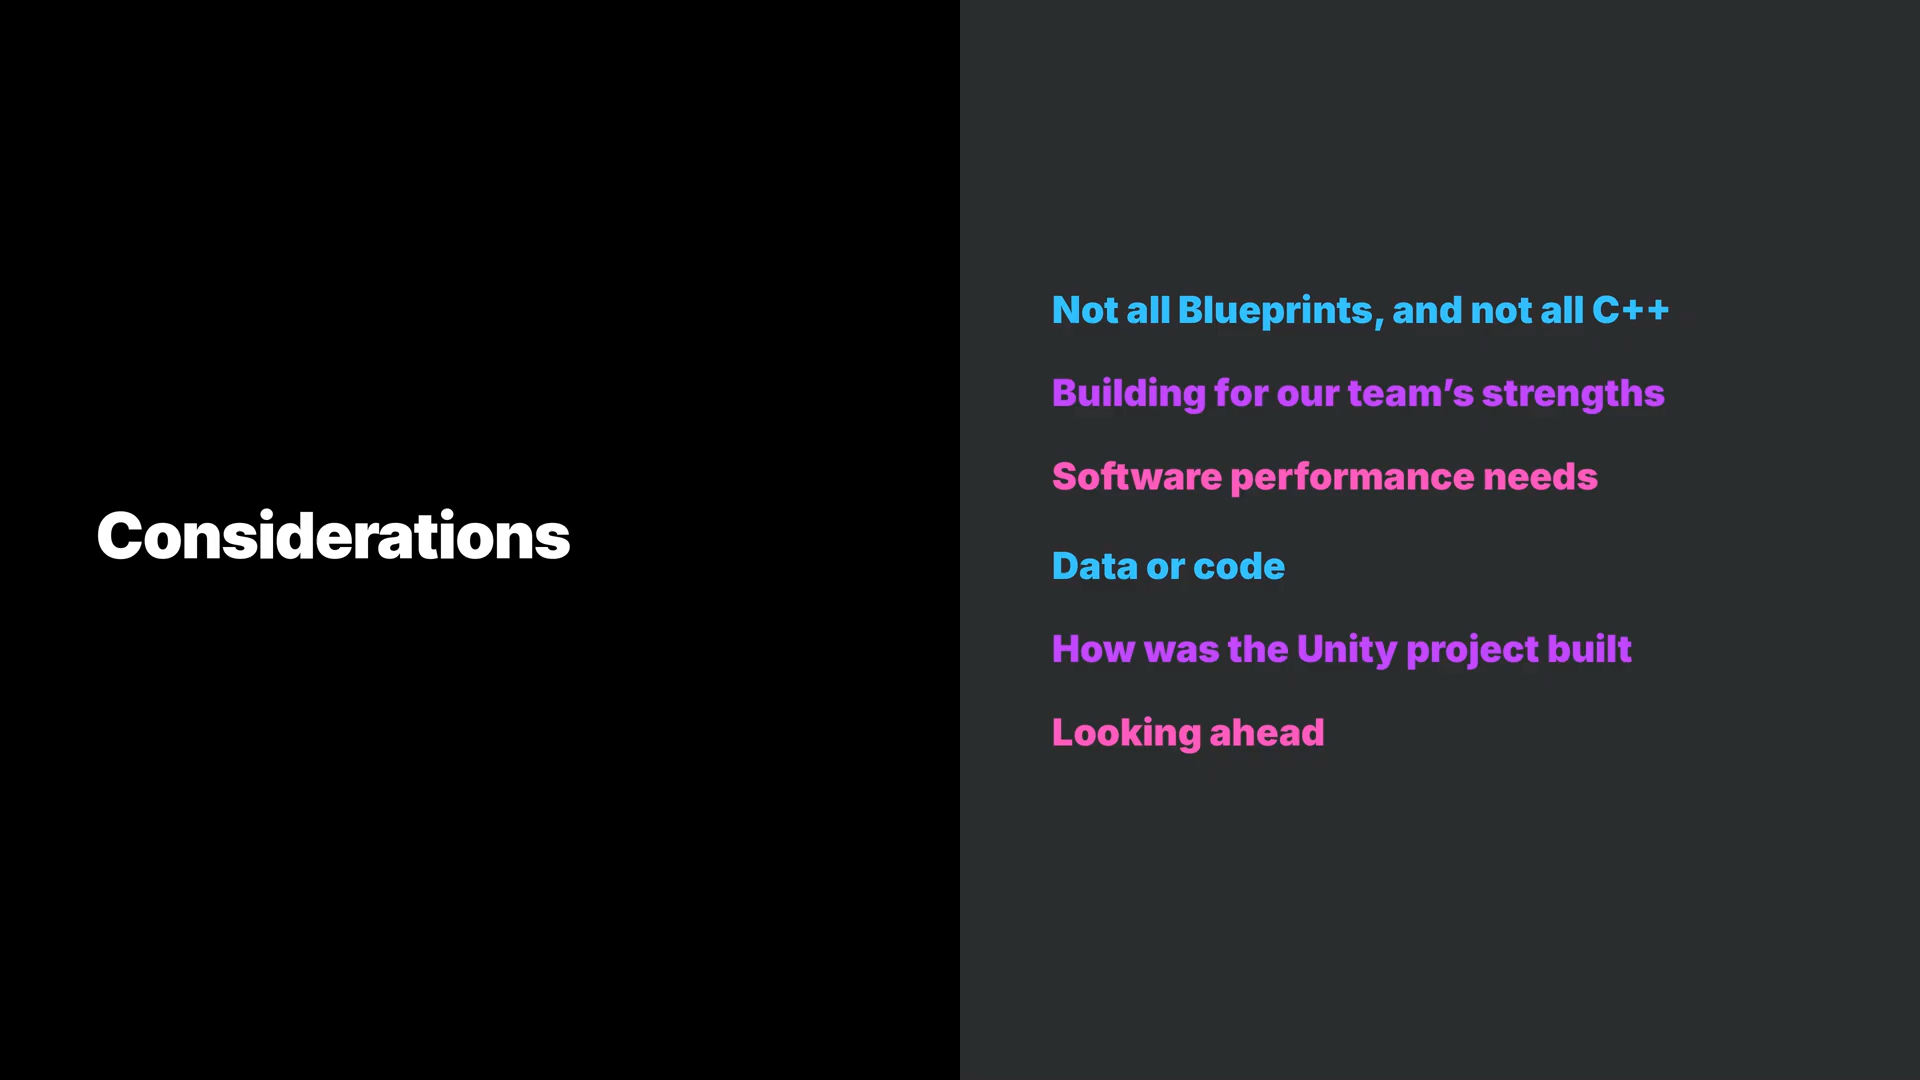 Considerations
Not all Blueprints, and not all C++
Building for our team’s strengths
Software performance needs
Data or code
How was the Unity project built
Looking ahead